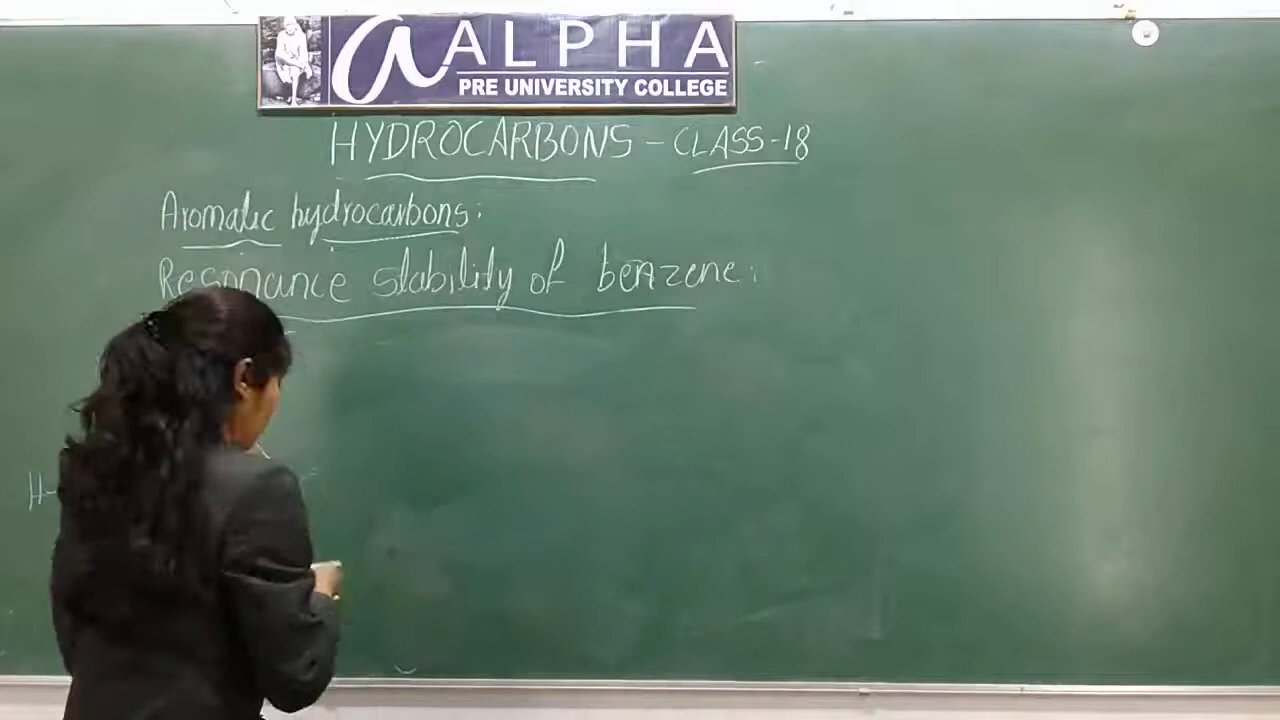 a ALPHA
PRE UNIVERSITY COLLEGE
HYDROCARBONS - CLASS-18
Aromatic hydrocarbons:
Resonance stability of benzene:
H-